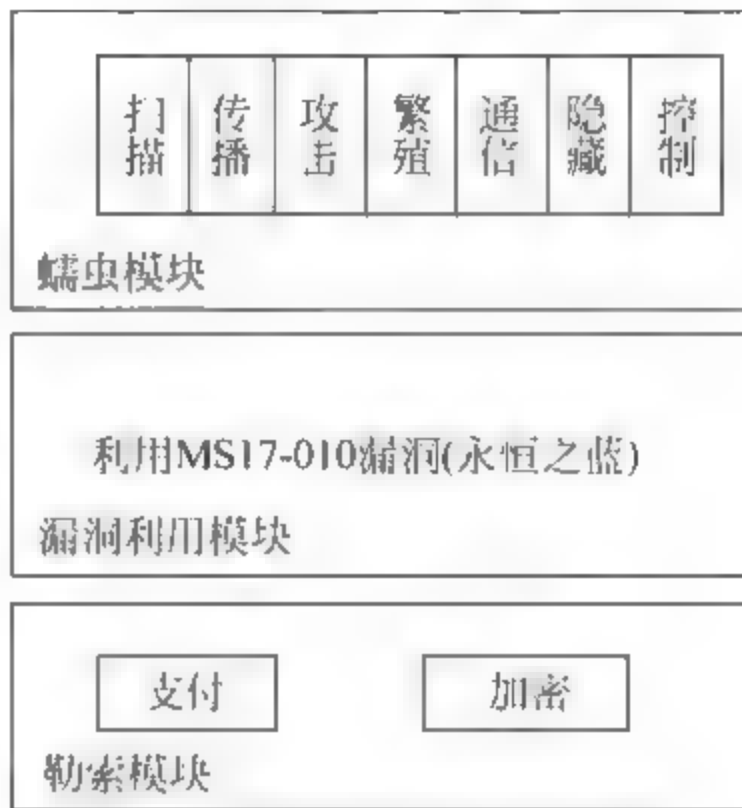 扫描 传播 攻击 繁殖 通信 隐藏 控制
蠕虫模块
利用MS17-010漏洞(永恒之蓝)
漏洞利用模块
支付 加密
勒索模块